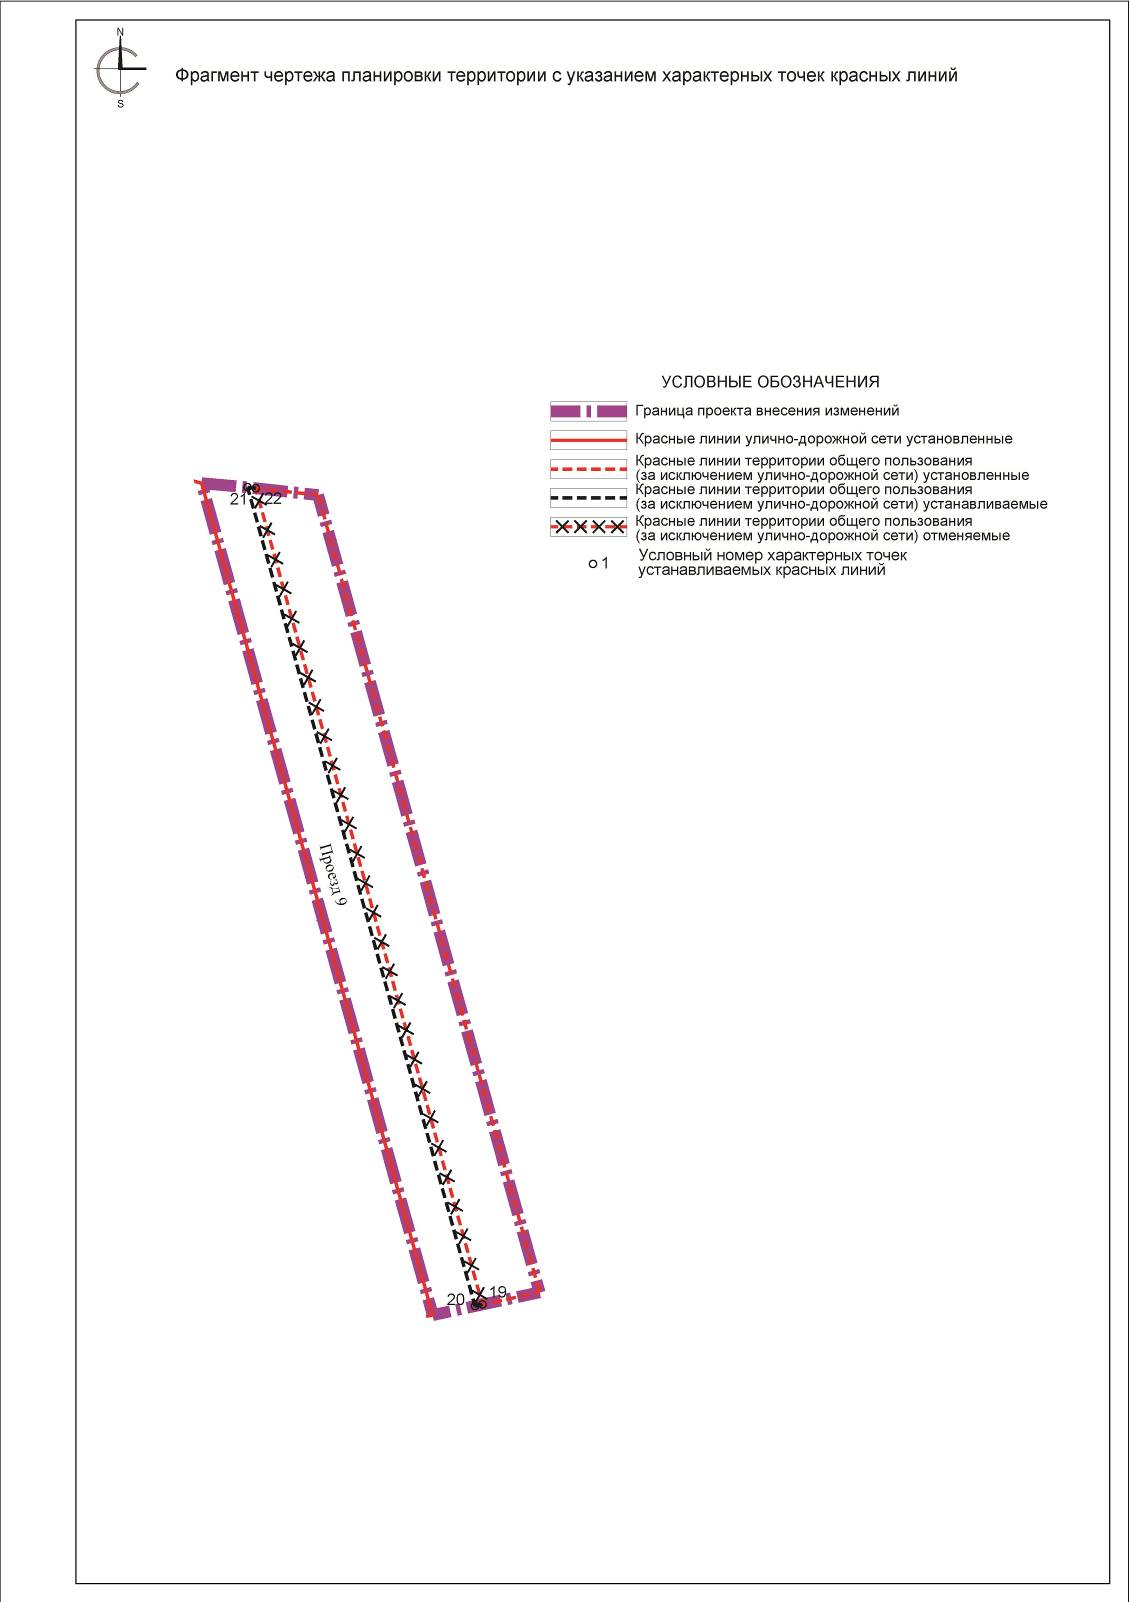 N
S
Фрагмент чертежа планировки территории с указанием характерных точек красных линий
УСЛОВНЫЕ ОБОЗНАЧЕНИЯ
Граница проекта внесения изменений
Красные линии улично-дорожной сети установленные
Красные линии территории общего пользования
(за исключением улично-дорожной сети) установленные
Красные линии территории общего пользования
(за исключением улично-дорожной сети) устанавливаемые
Красные линии территории общего пользования
(за исключением улично-дорожной сети) отменяемые
1 Условный номер характерных точек
устанавливаемых красных линий
21 22
Проезд 9
20 19